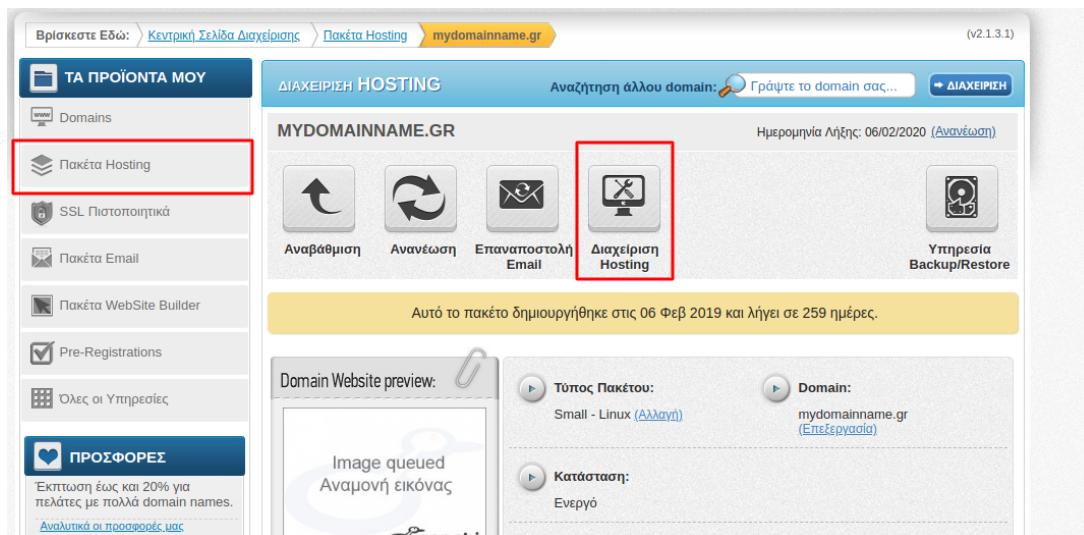 Βρίσκεστε Εδώ: Κεντρική Σελίδα Διαχείρισης Πακέτα Hosting mydomainname.gr (v2.1.3.1)
ΤΑ ΠΡΟΪΟΝΤΑ ΜΟΥ
Domains
Πακέτα Hosting
SSL Πιστοποιητικά
Πακέτα Email
Πακέτα WebSite Builder
Pre-Registrations
Όλες οι Υπηρεσίες
ΠΡΟΣΦΟΡΕΣ
Έκπτωση έως και 20% για
πελάτες με πολλά domain names.
Αναλυτικά οι προσφορές μας
ΔΙΑΧΕΙΡΙΣΗ HOSTING Αναζήτηση άλλου domain: Γράψτε το domain σας... ΔΙΑΧΕΙΡΙΣΗ
MYDOMAINNAME.GR Ημερομηνία Λήξης: 06/02/2020 (Ανανέωση)
Αναβάθμιση
Ανανέωση
Επαναποστολή
Email
Διαχείριση
Hosting
Υπηρεσία
Backup/Restore
Αυτό το πακέτο δημιουργήθηκε στις 06 Φεβ 2019 και λήγει σε 259 ημέρες.
Domain Website preview:
Image queued
Αναμονή εικόνας
Τύπος Πακέτου:
Small - Linux (Αλλαγή)
Domain:
mydomainname.gr
(Επεξεργασία)
Κατάσταση:
Ενεργό